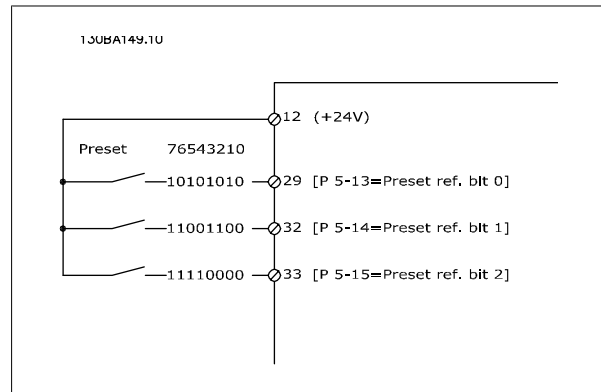 130BA149.10
12 (+24V)
Preset 76543210
10101010 29 [P 5-13=Preset ref. bit 0]
11001100 32 [P 5-14=Preset ref. bit 1]
11110000 33 [P 5-15=Preset ref. bit 2]